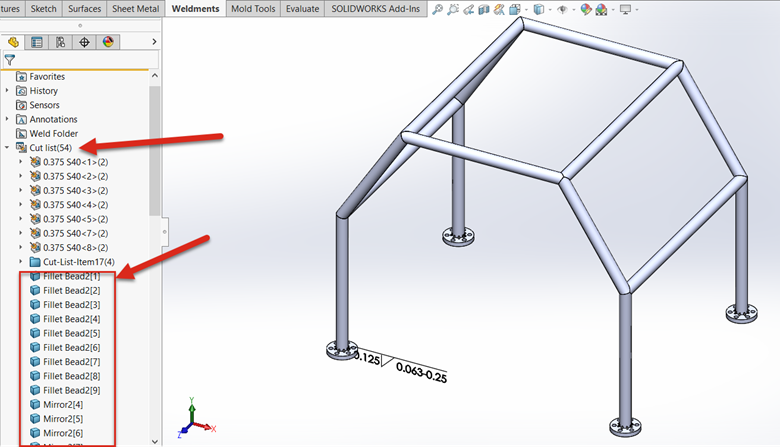 tures Sketch Surfaces Sheet Metal Weldments Mold Tools Evaluate SOLIDWORKS Add-Ins
Favorites
History
Sensors
Annotations
Weld Folder
Cut list(54)
0.375 S40<1>(2)
0.375 S40<2>(2)
0.375 S40<3>(2)
0.375 S40<4>(2)
0.375 S40<5>(2)
0.375 S40<7>(2)
0.375 S40<8>(2)
Cut-List-Item17(4)
Fillet Bead2[1]
Fillet Bead2[2]
Fillet Bead2[3]
Fillet Bead2[4]
Fillet Bead2[5]
Fillet Bead2[6]
Fillet Bead2[7]
Fillet Bead2[8]
Fillet Bead2[9]
Mirror2[4]
Mirror2[5]
Mirror2[6]
0.125 0.063-0.25
Y
Z X